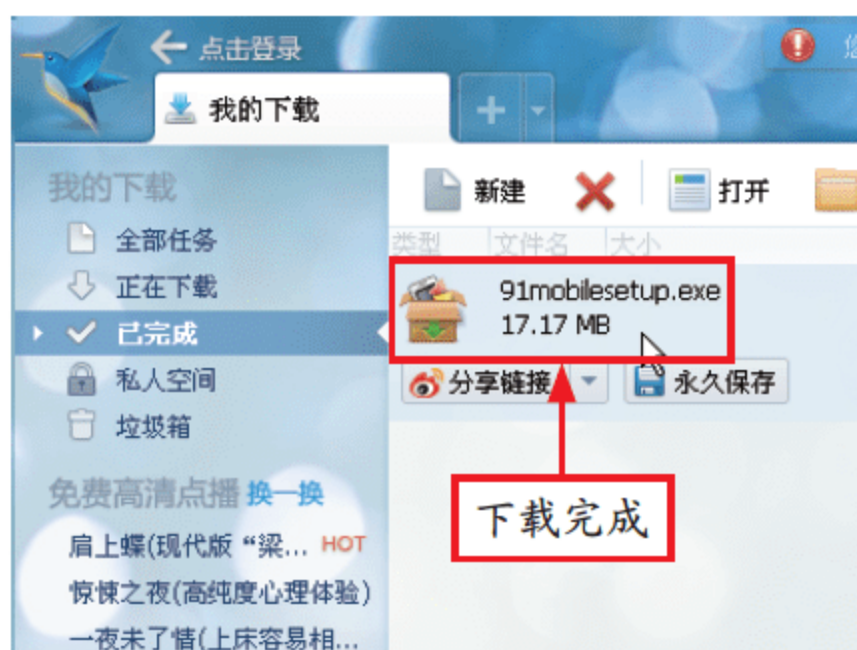 点击登录
我的下载
我的下载
全部任务
正在下载
已完成
私人空间
垃圾箱
免费高清点播 换一换
肩上蝶(现代版“梁... HOT
惊悚之夜(高纯度心理体验)
一夜未了情(上床容易相...
新建
打开
类型 文件名 大小
91mobilesetup.exe
17.17 MB
分享链接
永久保存
下载完成